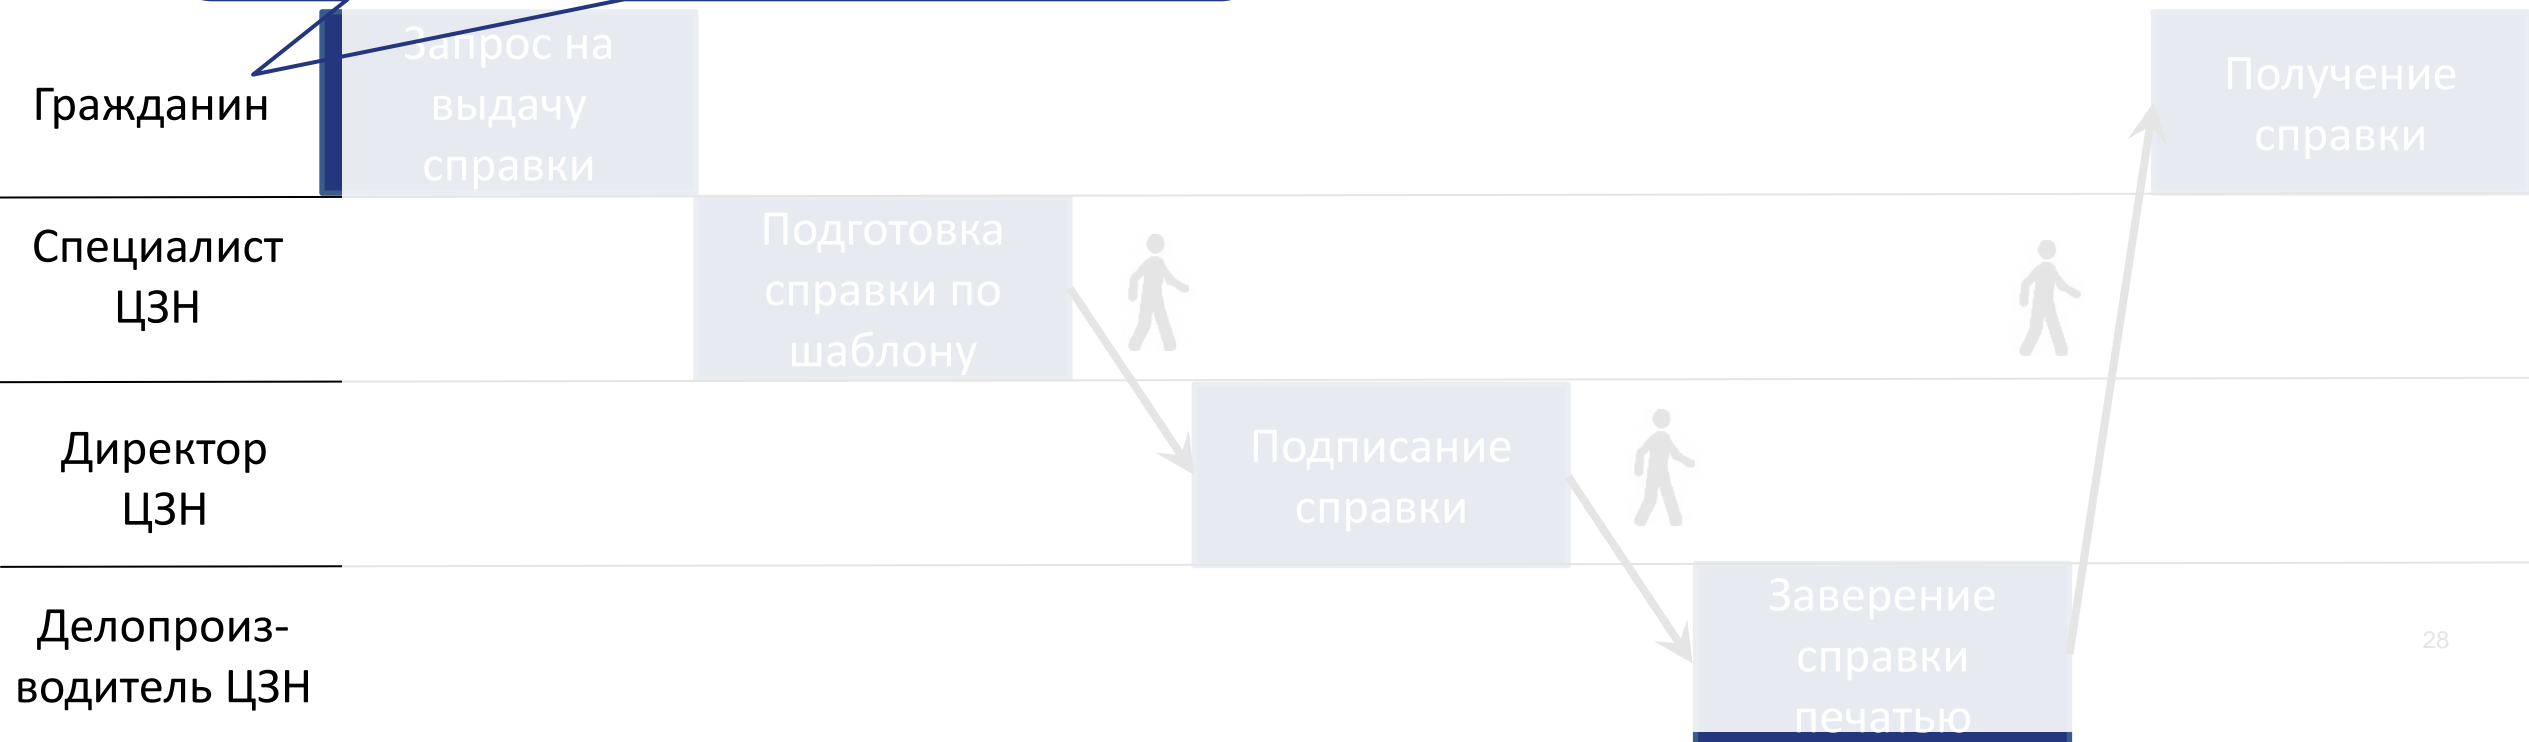 Гражданин
Запрос на
выдачу
справки
Получение
справки
Специалист
ЦЗН
Подготовка
справки по
шаблону
Директор
ЦЗН
Подписание
справки
Делопроиз-
водитель ЦЗН
Заверение
справки
печатью
28